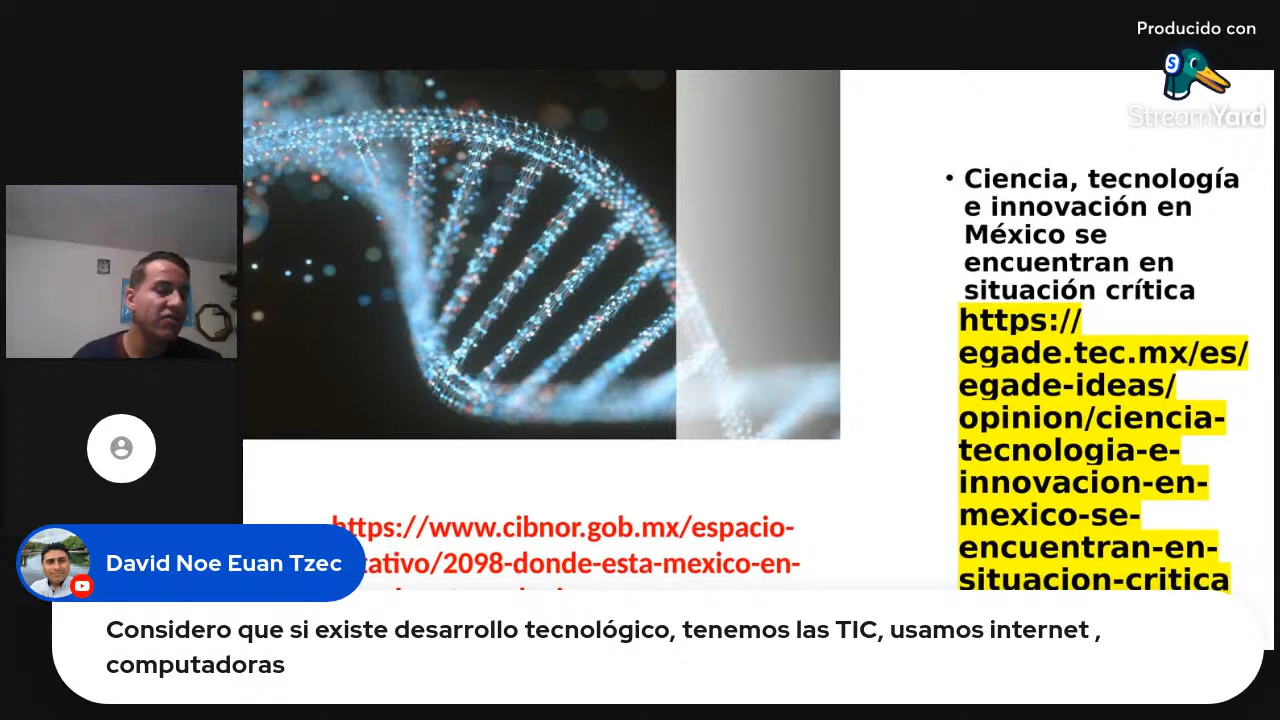 Producido con
StreamYard
• Ciencia, tecnología
e innovación en
México se
encuentran en
situación crítica
https://
egade.tec.mx/es/
egade-ideas/
opinion/ciencia-
tecnologia-e-
innovacion-en-
mexico-se-
encuentran-en-
situacion-critica
https://www.cibnor.gob.mx/espacio-
tativo/2098-donde-esta-mexico-en-
David Noe Euan Tzec
Considero que si existe desarrollo tecnológico, tenemos las TIC, usamos internet ,
computadoras